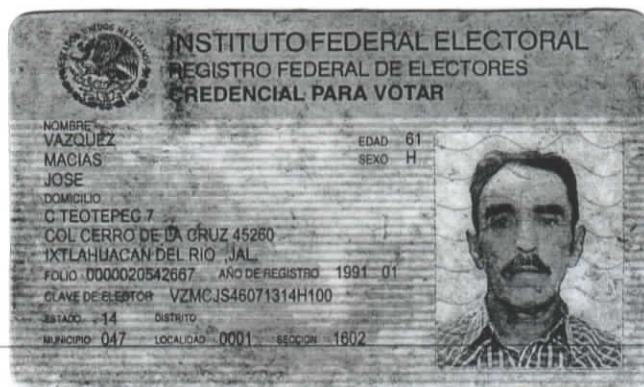 INSTITUTO FEDERAL ELECTORAL
REGISTRO FEDERAL DE ELECTORES
CREDENCIAL PARA VOTAR
NOMBRE
VAZQUEZ
EDAD 61
MACIAS
SEXO H
JOSE
DOMICILIO
C TEOTEPEC 7
COL CERRO DE LA CRUZ 45260
IXTLAHUACAN DEL RIO ,JAL.
FOLIO 0000020542667 AÑO DE REGISTRO 1991 01
CLAVE DE ELECTOR VZMCJS46071314H100
ESTADO 14 DISTRITO
MUNICIPIO 047 LOCALIDAD 0001 SECCION 1602